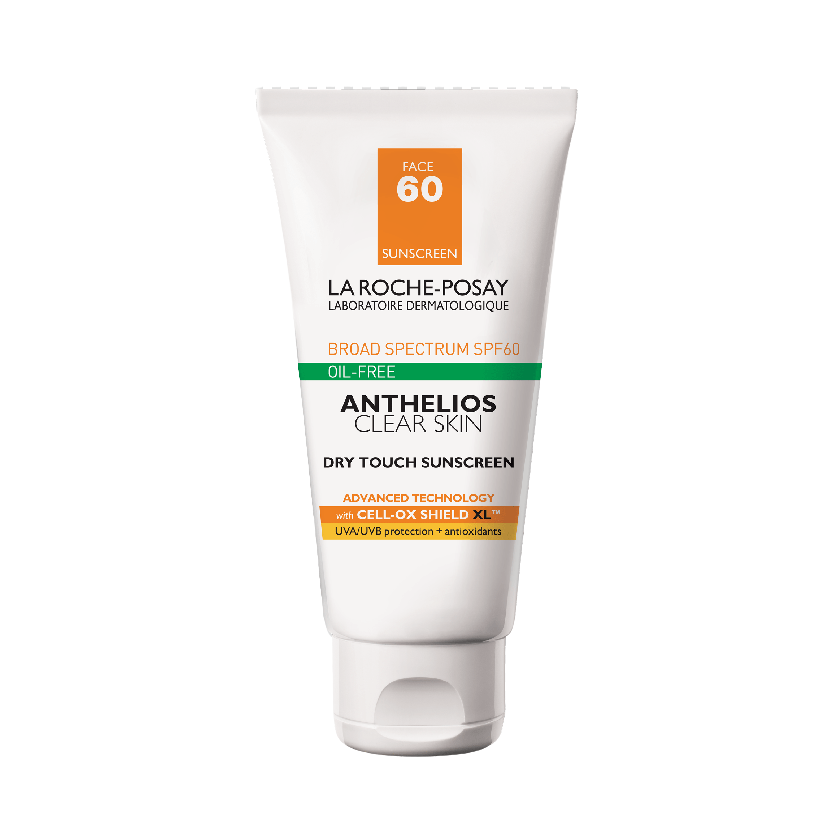 FACE
60
SUNSCREEN
LA ROCHE-POSAY
LABORATOIRE DERMATOLOGIQUE
BROAD SPECTRUM SPF60
OIL-FREE
ANTHELIOS
CLEAR SKIN
DRY TOUCH SUNSCREEN
ADVANCED TECHNOLOGY
with CELL-OX SHIELD XL™
UVA/UVB protection + antioxidants